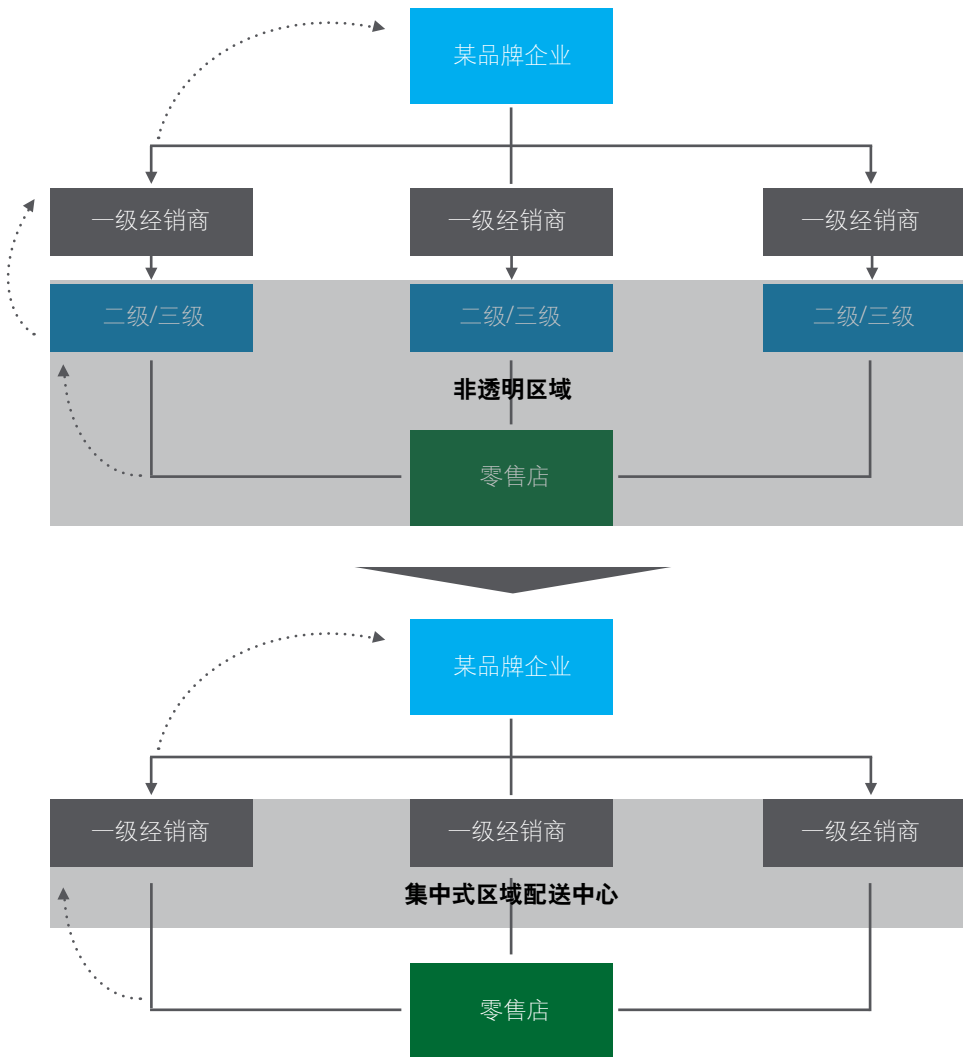 某品牌企业
一级经销商
一级经销商
一级经销商
二级/三级
二级/三级
二级/三级
非透明区域
零售店
某品牌企业
一级经销商
一级经销商
一级经销商
集中式区域配送中心
零售店